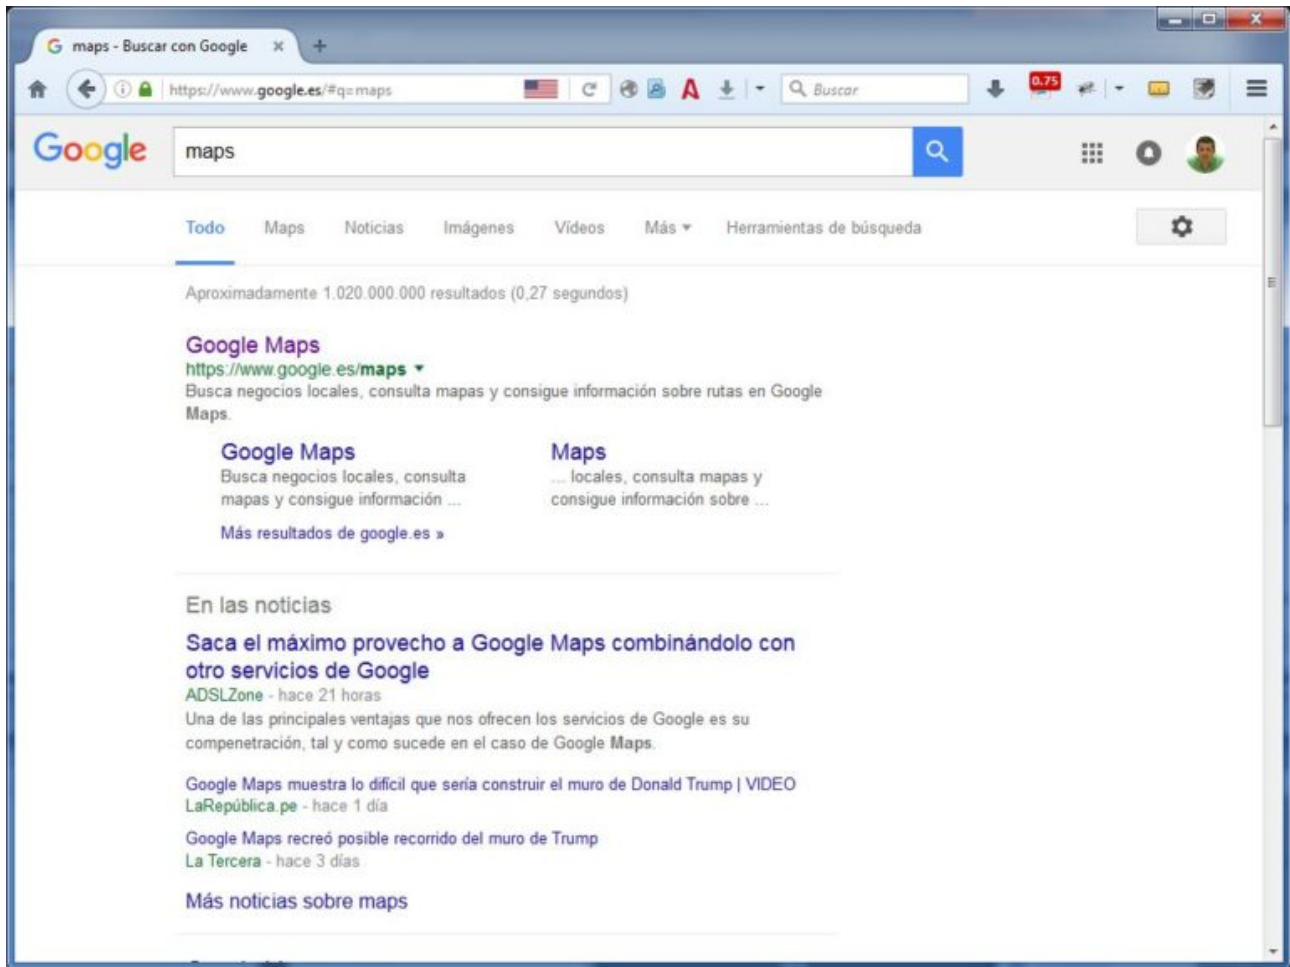 maps - Buscar con Google
https://www.google.es/#q=maps
Buscar
0.75
Google
maps
Todo Maps Noticias Imágenes Vídeos Más Herramientas de búsqueda
Aproximadamente 1.020.000.000 resultados (0,27 segundos)
Google Maps
https://www.google.es/maps
Busca negocios locales, consulta mapas y consigue información sobre rutas en Google
Maps.
Google Maps
Busca negocios locales, consulta
mapas y consigue información ...
Maps
... locales, consulta mapas y
consigue información sobre ...
Más resultados de google.es »
En las noticias
Saca el máximo provecho a Google Maps combinándolo con
otro servicios de Google
ADSLZone - hace 21 horas
Una de las principales ventajas que nos ofrecen los servicios de Google es su
compenetración, tal y como sucede en el caso de Google Maps.
Google Maps muestra lo difícil que sería construir el muro de Donald Trump | VIDEO
LaRepública.pe - hace 1 día
Google Maps recreó posible recorrido del muro de Trump
La Tercera - hace 3 días
Más noticias sobre maps